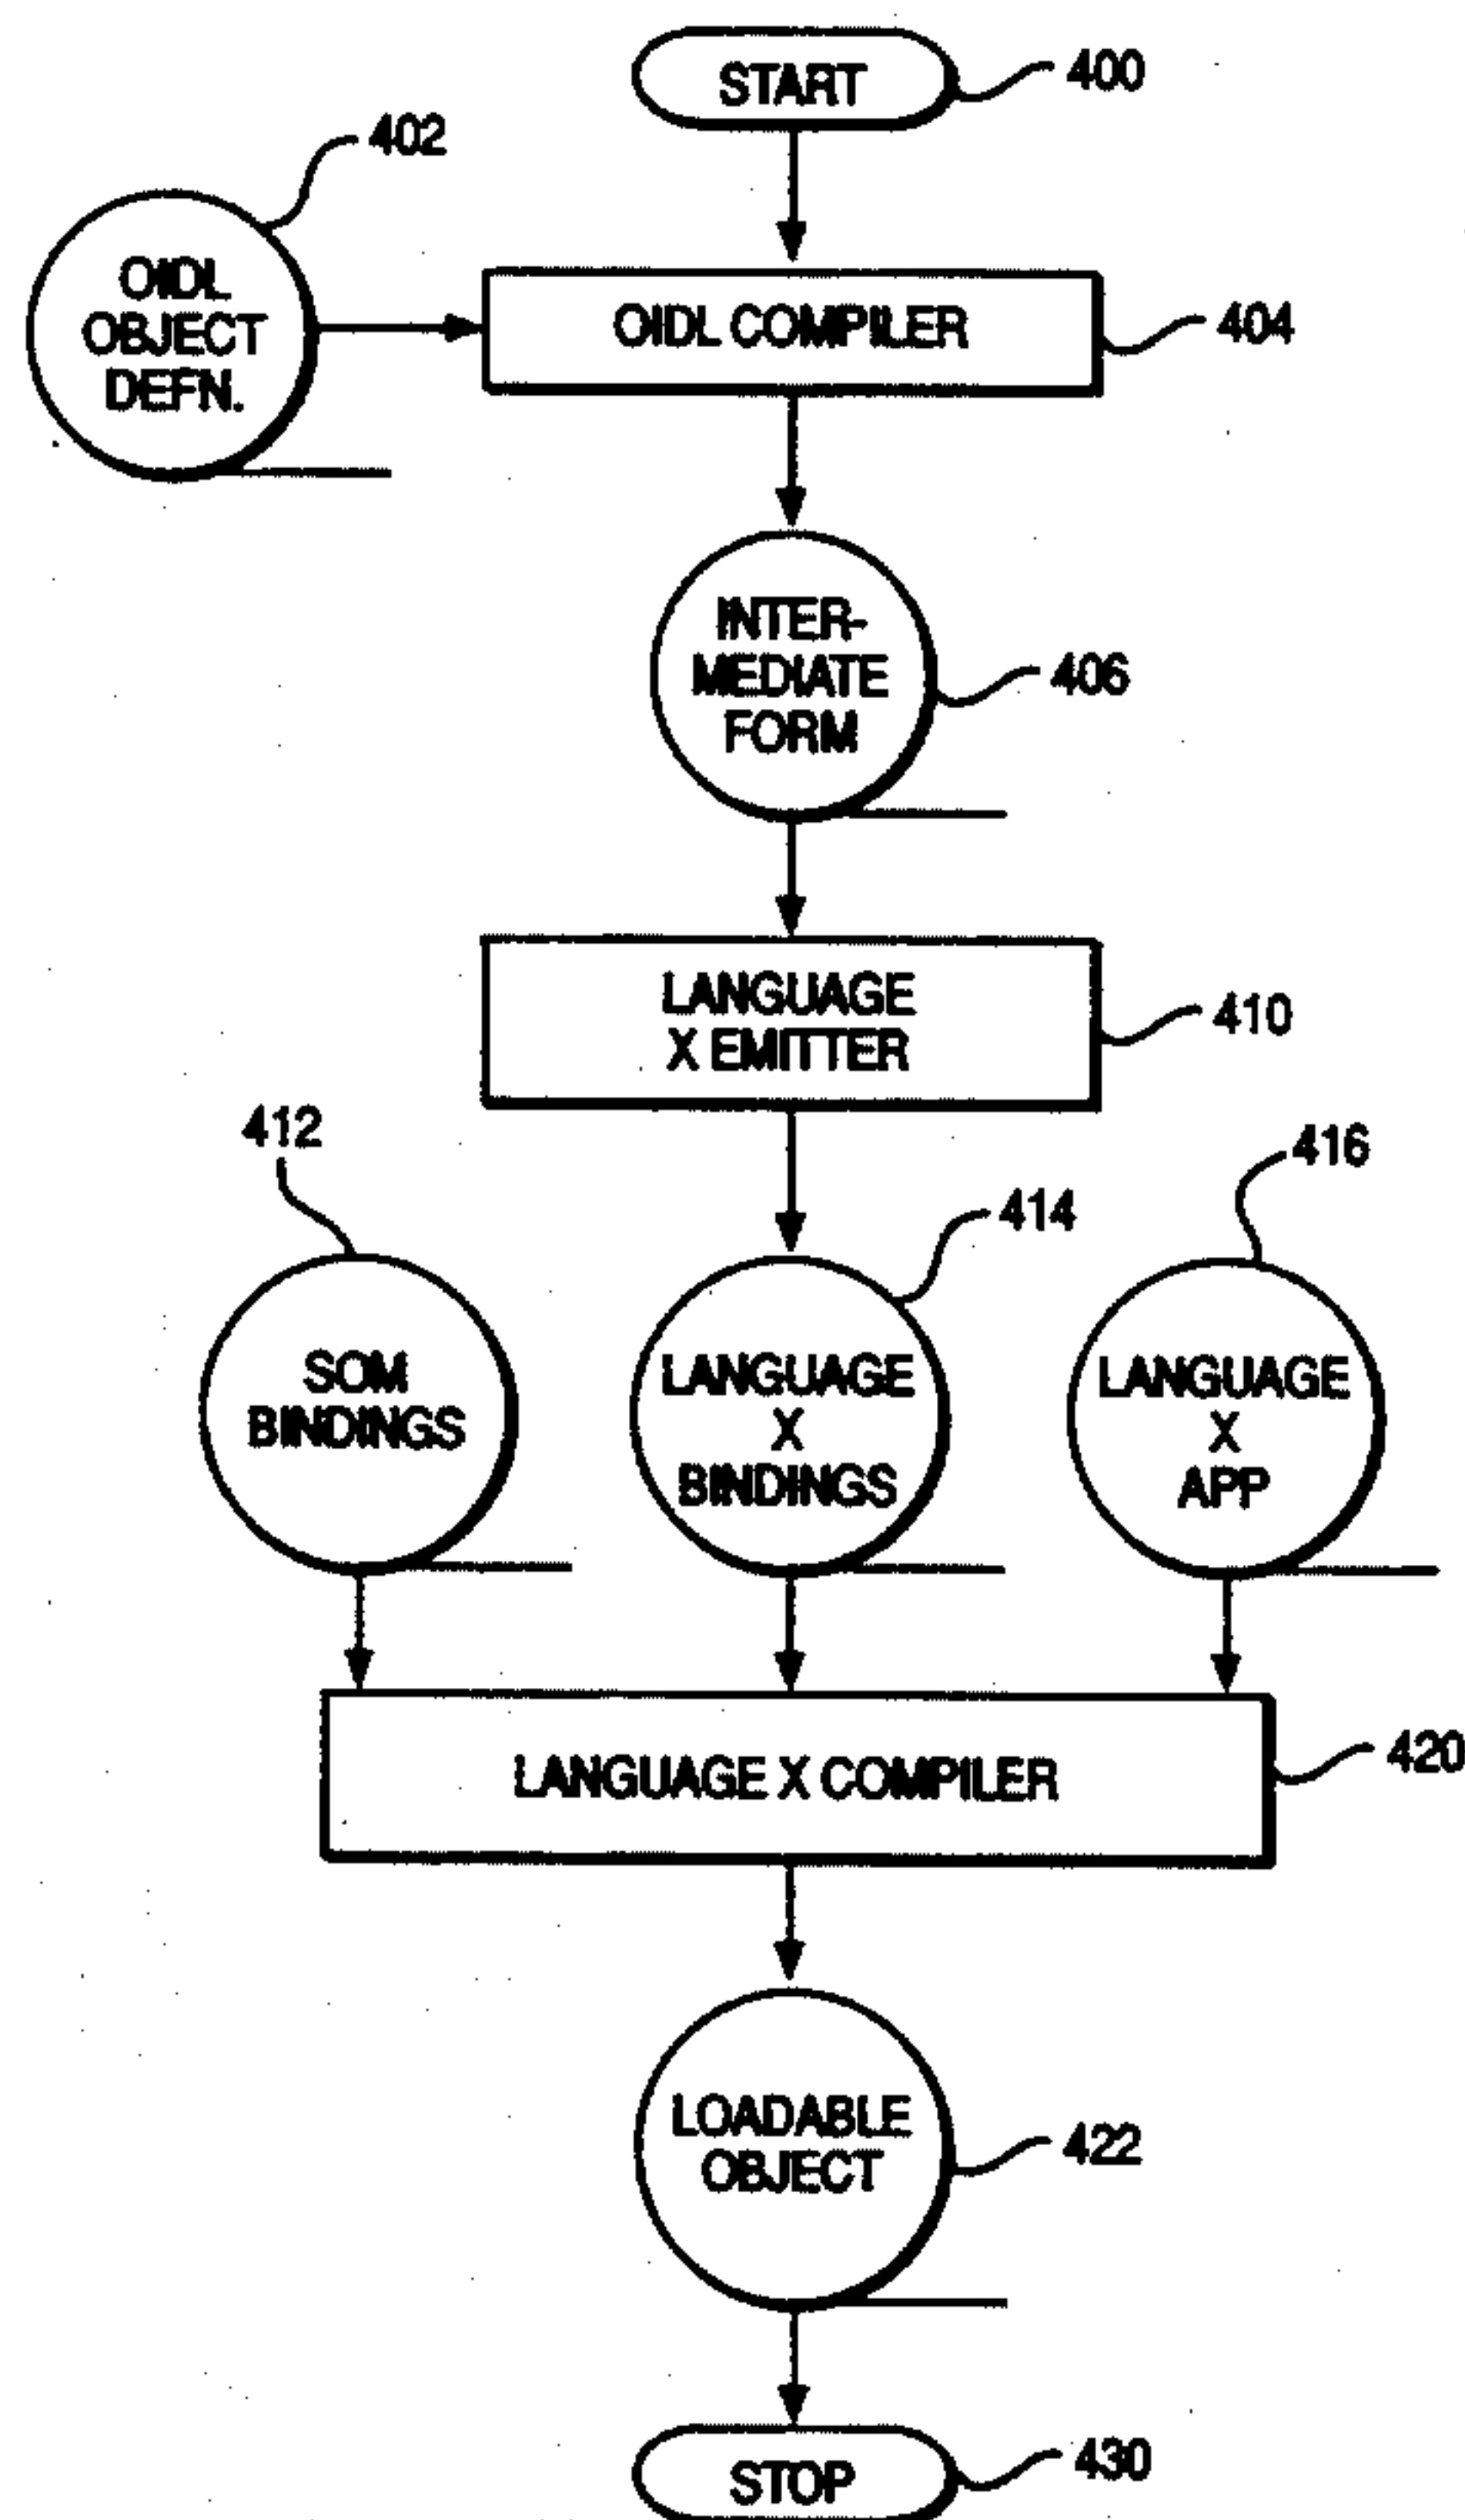 START
400
402
OIDL
OBJECT
DEFN.
OIDL COMPILER
404
INTER-
MEDIATE
FORM
406
LANGUAGE
X EMITTER
410
412
414
416
SOM
BINDINGS
LANGUAGE
X
BINDINGS
LANGUAGE
X
APP
LANGUAGE X COMPILER
420
LOADABLE
OBJECT
422
STOP
430